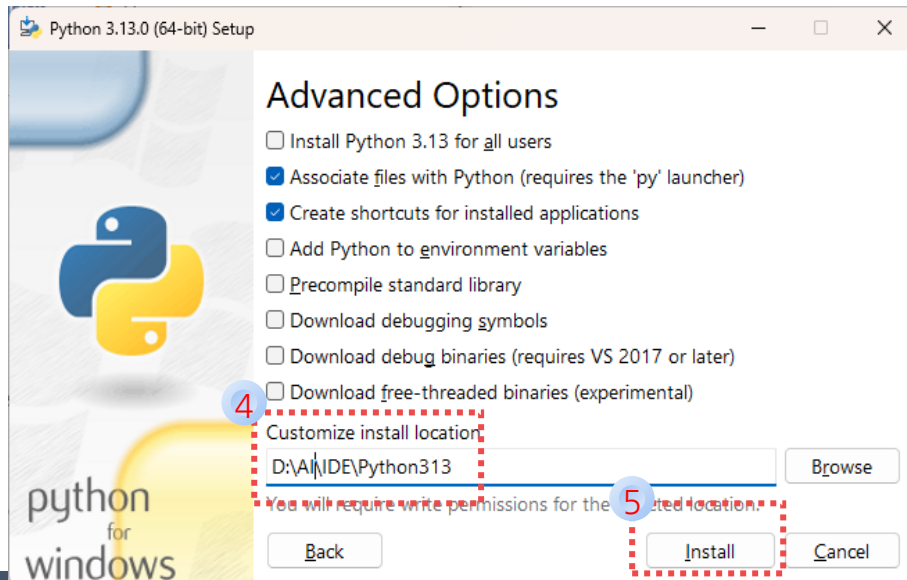 Python 3.13.0 (64-bit) Setup
Advanced Options
Install Python 3.13 for all users
Associate files with Python (requires the 'py' launcher)
Create shortcuts for installed applications
Add Python to environment variables
Precompile standard library
Download debugging symbols
Download debug binaries (requires VS 2017 or later)
Download free-threaded binaries (experimental)
4
Customize install location
D:\AI\IDE\Python313
Browse
You will require write permissions for the location.
5
Back
Install
Cancel
python
for
windows